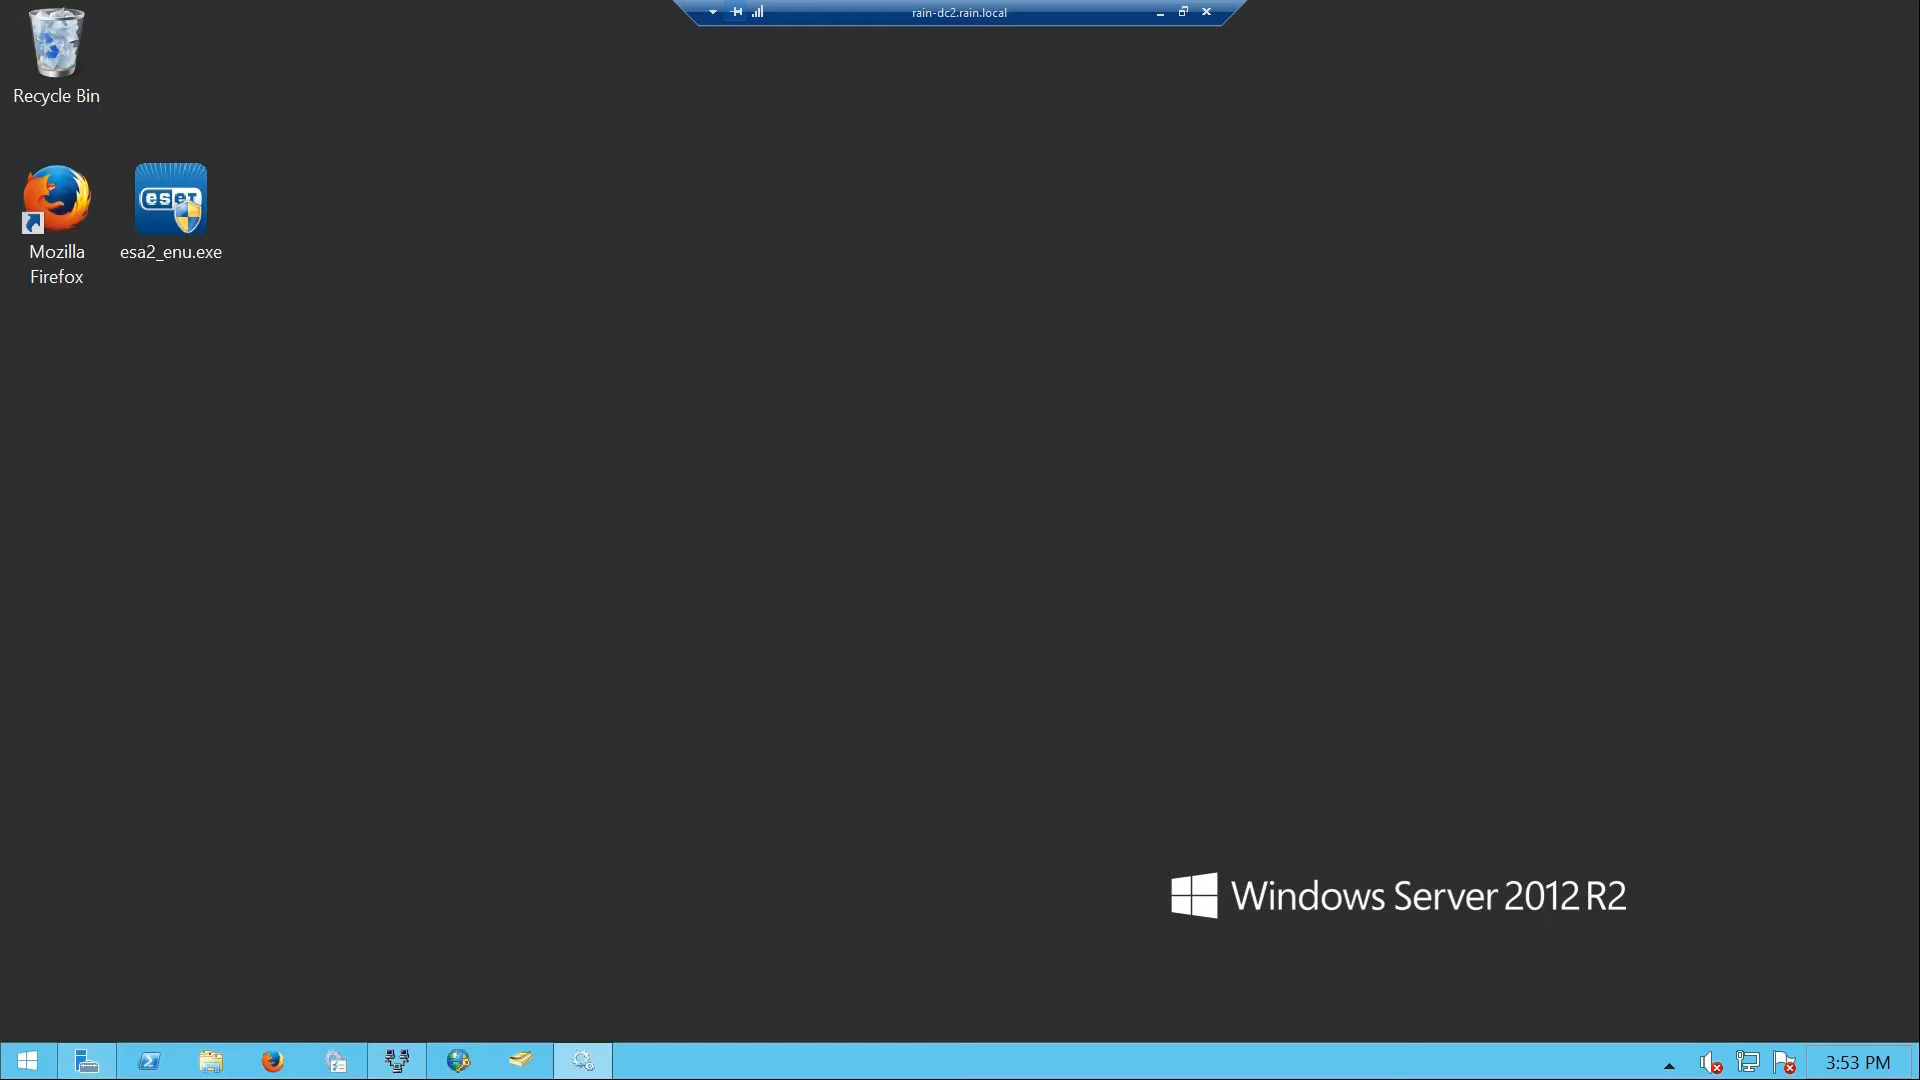 rain-dc2.rain.local
Recycle Bin
eseT
Mozilla
Firefox
esa2_enu.exe
Windows Server 2012 R2
3:53 PM